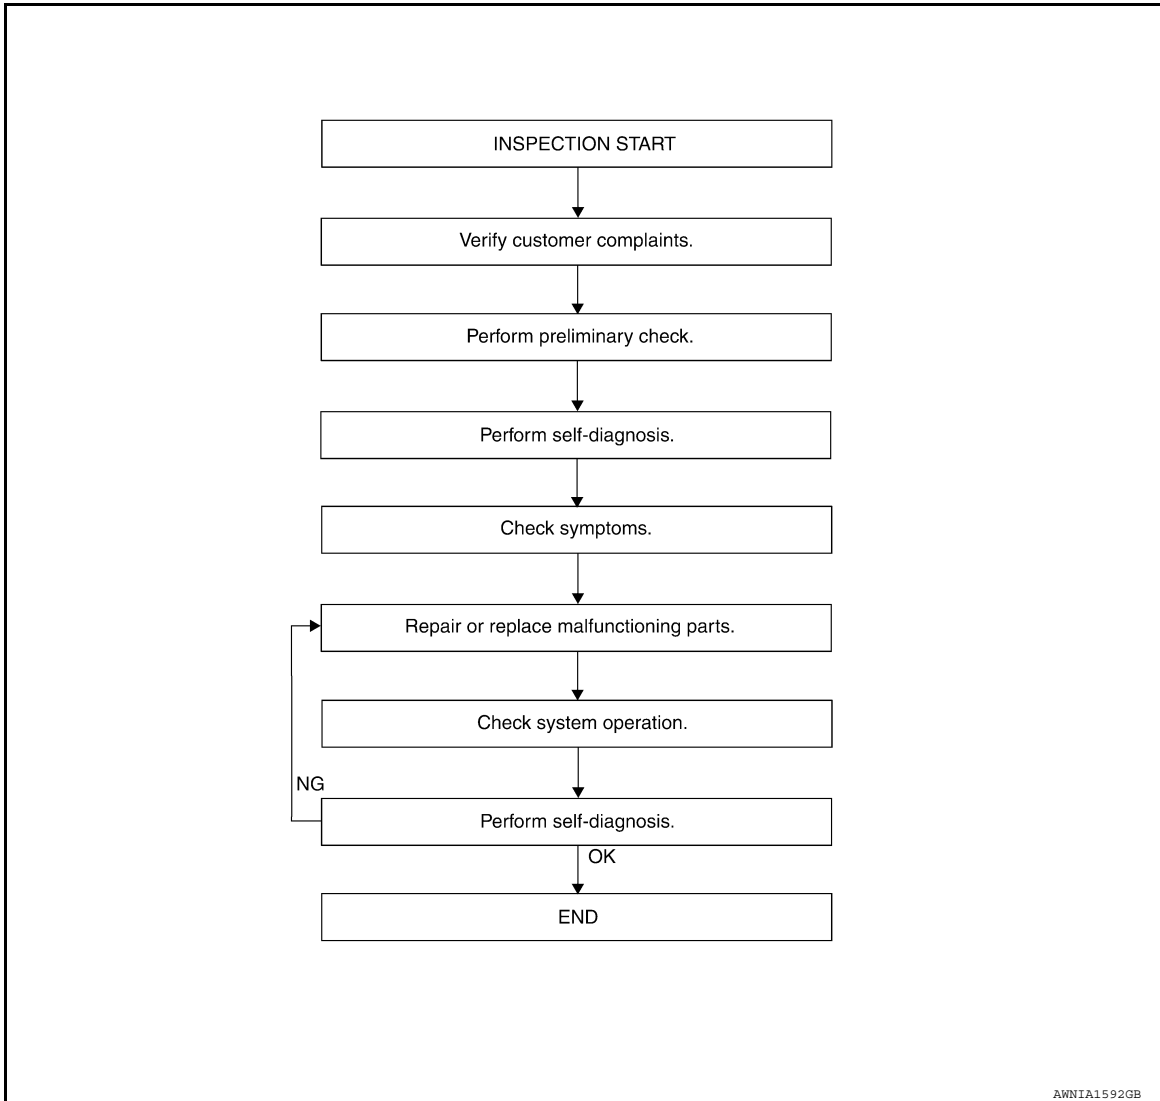 INSPECTION START
Verify customer complaints.
Perform preliminary check.
Perform self-diagnosis.
Check symptoms.
Repair or replace malfunctioning parts.
Check system operation.
NG
Perform self-diagnosis.
OK
END
AWNIA1592GB